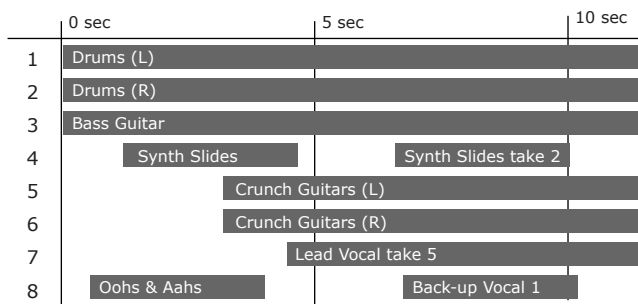 0 sec 5 sec 10 sec
1 Drums (L)
2 Drums (R)
3 Bass Guitar
4 Synth Slides Synth Slides take 2
5 Crunch Guitars (L)
6 Crunch Guitars (R)
7 Lead Vocal take 5
8 Oohs & Aahs Back-up Vocal 1